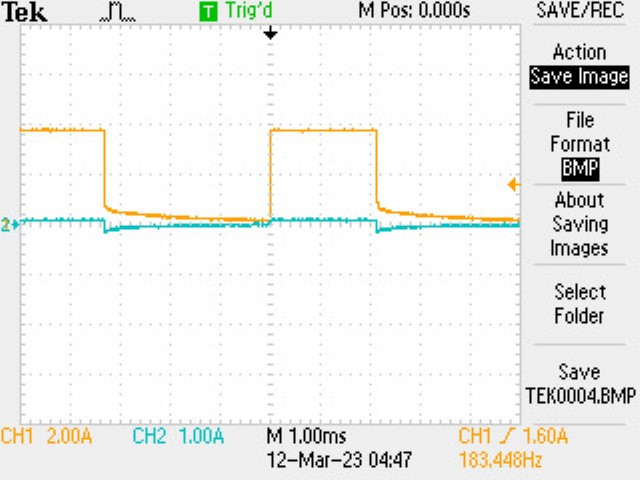 Tek T Trig'd M Pos: 0.000s SAVE/REC
Action
Save Image
File
Format
BMP
About
Saving
Images
Select
Folder
Save
TEK0004.BMP
2
CH1 2.00A CH2 1.00A M 1.00ms CH1 1.60A
12-Mar-23 04:47 183.448Hz